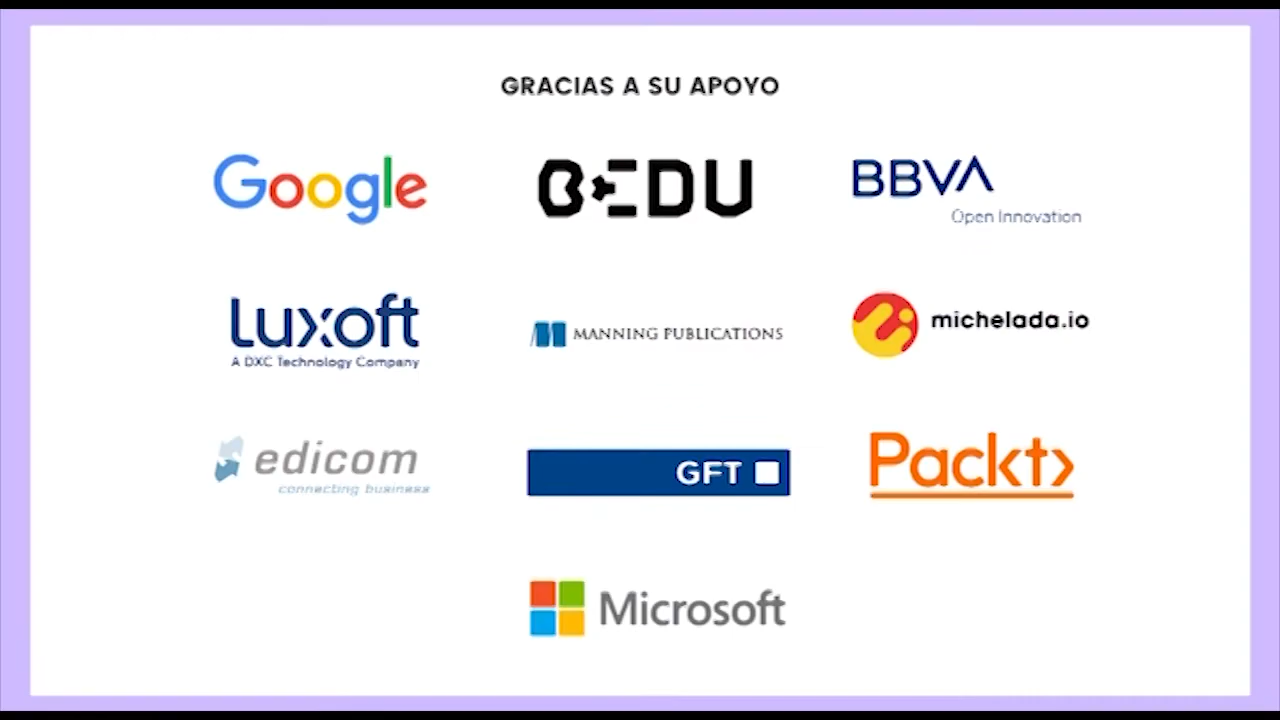 GRACIAS A SU APOYO
Google
BEDU
BBVA
Open Innovation
Luxoft
A DXC Technology Company
MANNING PUBLICATIONS
michelada.io
edicom
connecting business
GFT
Packt>
Microsoft